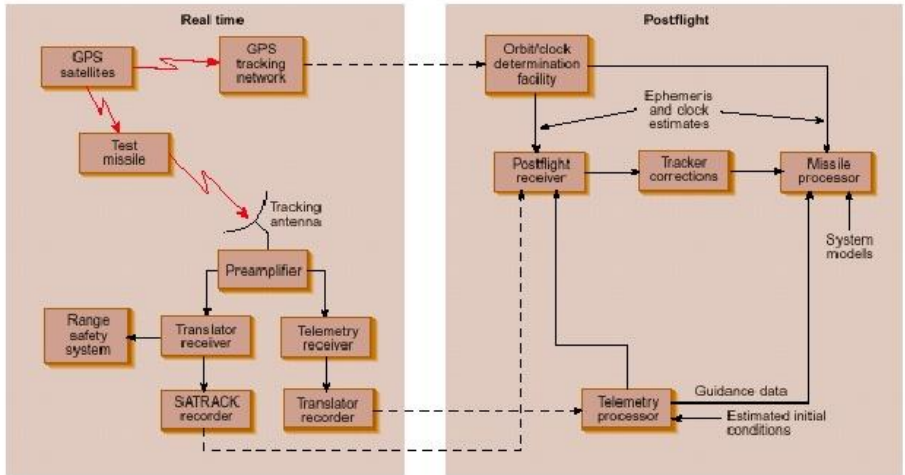 Real time
GPS
satellites
GPS
tracking
network
Test
missile
Tracking
antenna
Preamplifier
Range
safety
system
Translator
receiver
Telemetry
receiver
SATRACK
recorder
Translator
recorder
Postflight
Orbit/clock
determination
facility
Ephemeris
and clock
estimates
Postflight
receiver
Tracker
corrections
Missile
processor
System
models
Guidance data
Telemetry
processor
Estimated initial
conditions